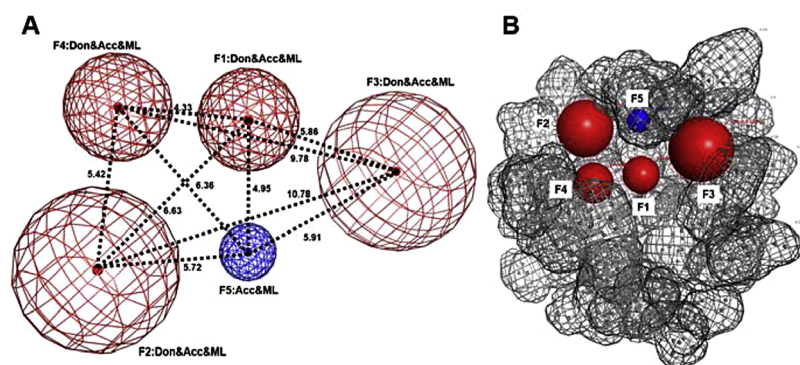 A
B
F4:Don&Acc&ML
F1:Don&Acc&ML
F3:Don&Acc&ML
4.33
5.86
9.78
5.42
6.36
4.95
10.78
6.63
5.91
5.72
F5:Acc&ML
F2:Don&Acc&ML
F5
F2
F4
F1
F3